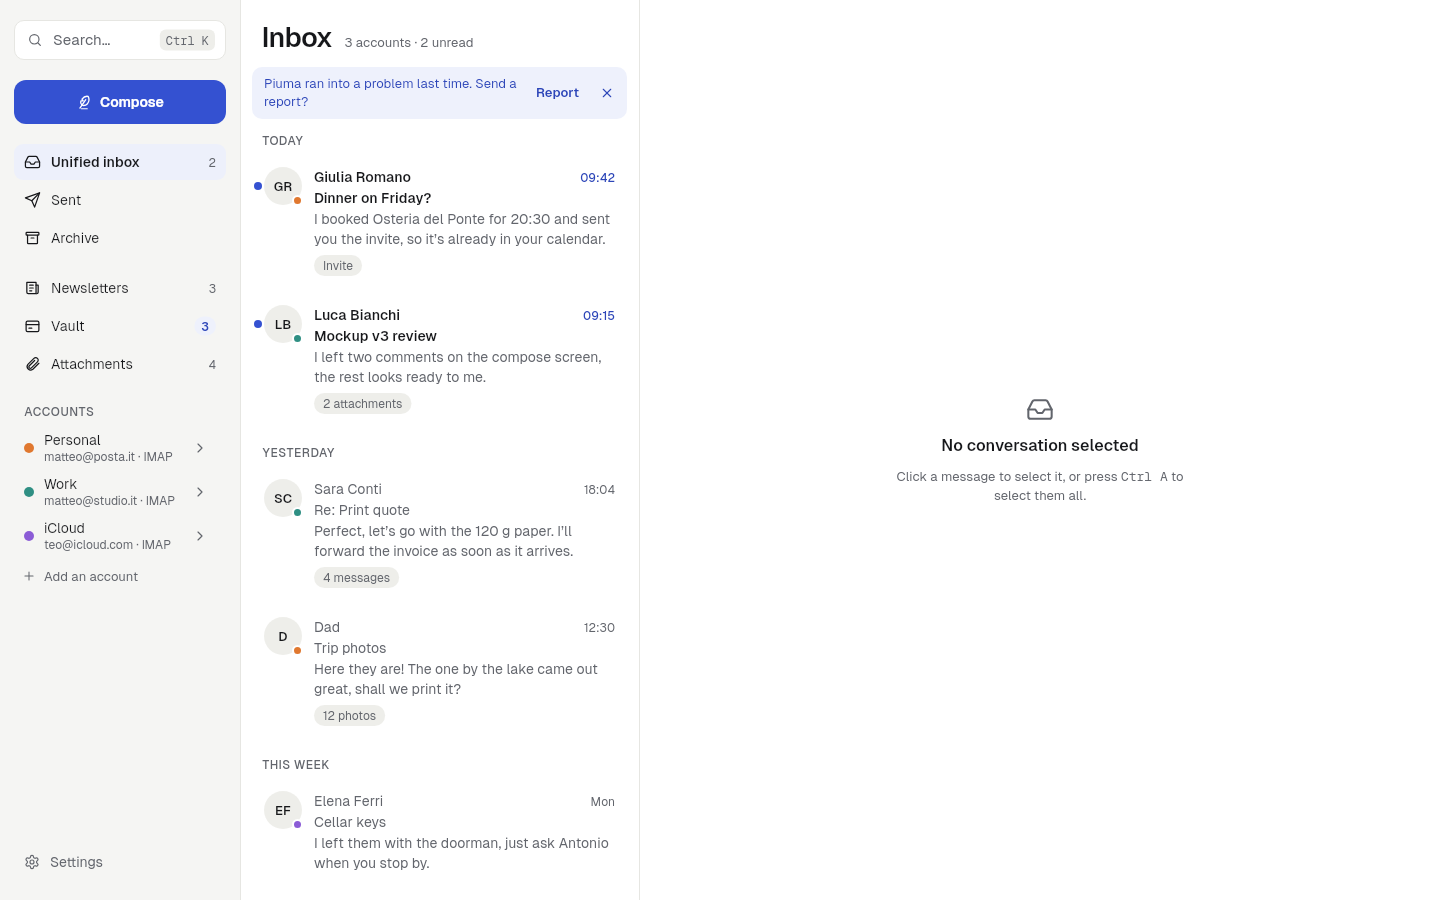 Search...
Ctrl K
Compose
Unified inbox 2
Sent
Archive
Newsletters 3
Vault 3
Attachments 4
ACCOUNTS
Personal
matteo@posta.it · IMAP
Work
matteo@studio.it · IMAP
iCloud
teo@icloud.com · IMAP
Add an account
Settings
Inbox 3 accounts · 2 unread
Piuma ran into a problem last time. Send a
report?
Report
TODAY
GR
Giulia Romano 09:42
Dinner on Friday?
I booked Osteria del Ponte for 20:30 and sent
you the invite, so it's already in your calendar.
Invite
LB
Luca Bianchi 09:15
Mockup v3 review
I left two comments on the compose screen,
the rest looks ready to me.
2 attachments
YESTERDAY
SC
Sara Conti 18:04
Re: Print quote
Perfect, let's go with the 120 g paper. I'll
forward the invoice as soon as it arrives.
4 messages
D
Dad 12:30
Trip photos
Here they are! The one by the lake came out
great, shall we print it?
12 photos
THIS WEEK
EF
Elena Ferri Mon
Cellar keys
I left them with the doorman, just ask Antonio
when you stop by.
No conversation selected
Click a message to select it, or press Ctrl A to
select them all.